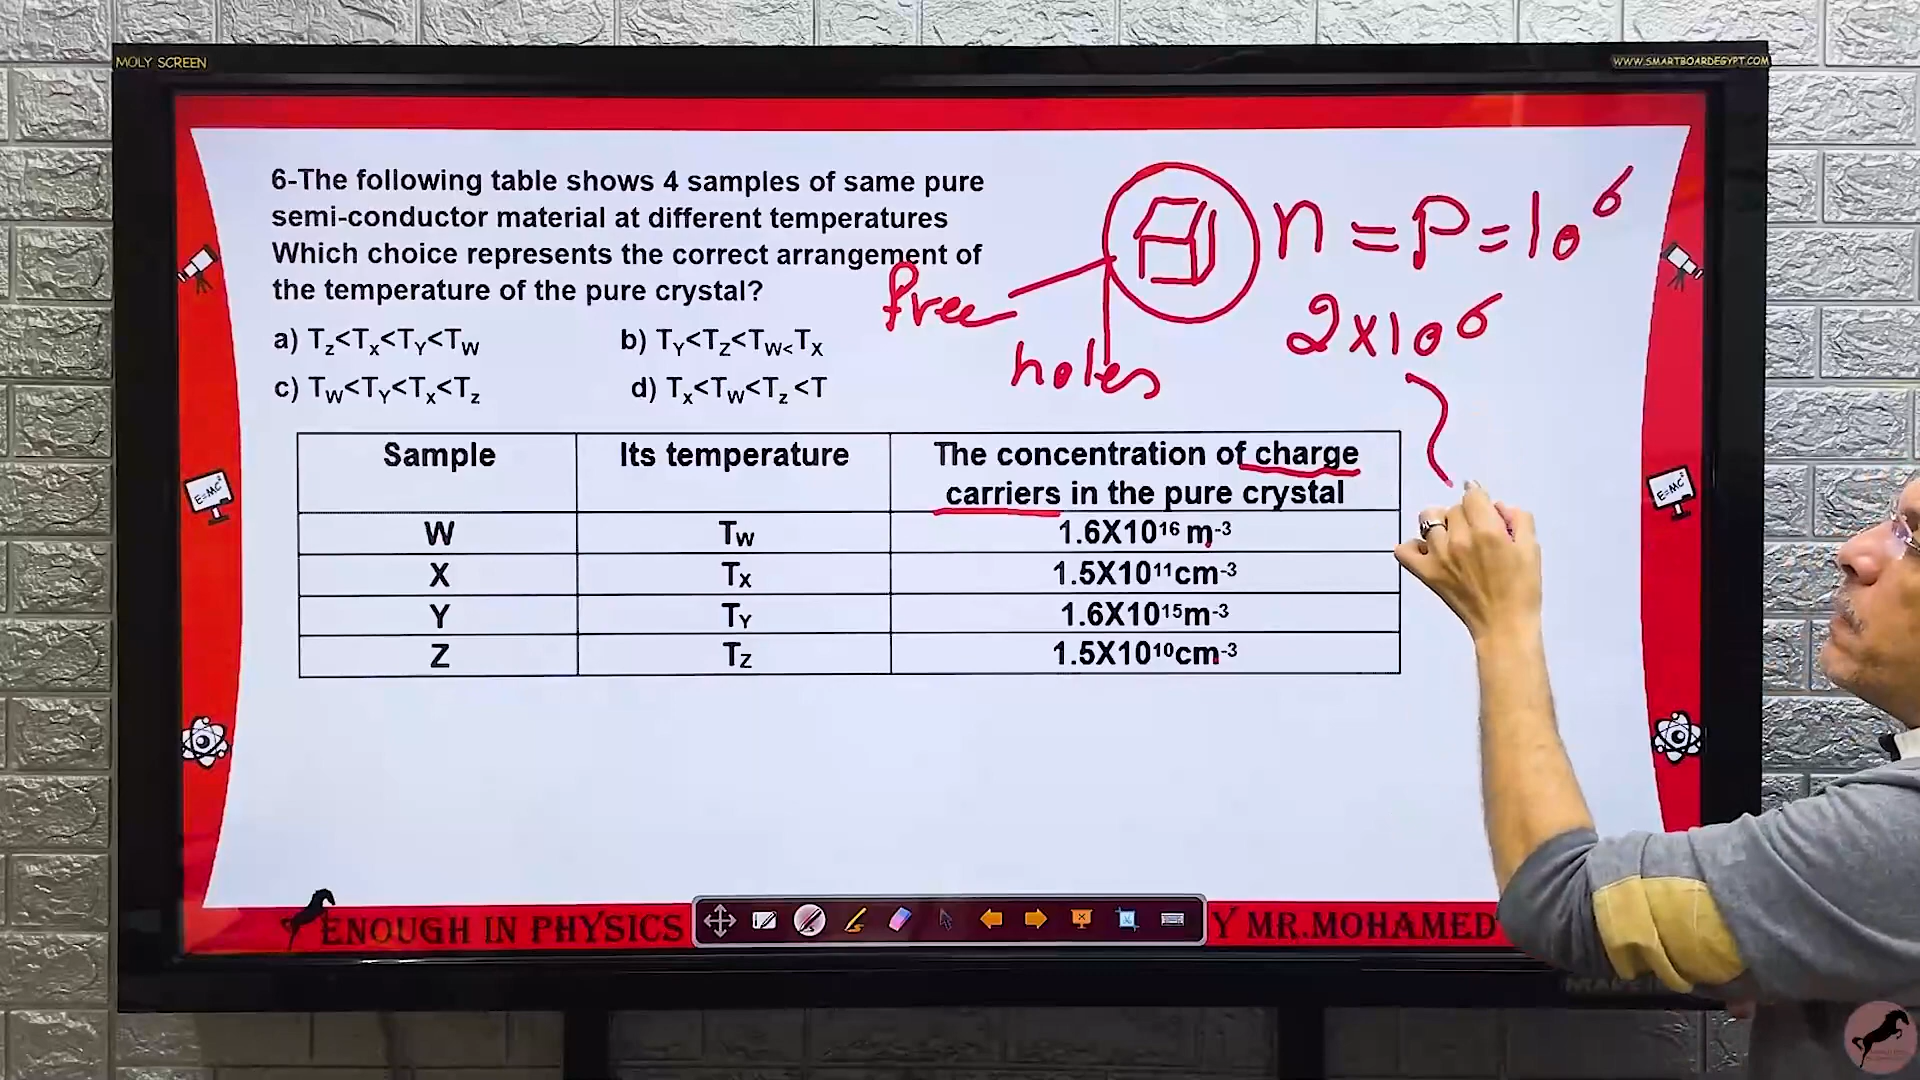 MOLY SCREEN
WWW.SMARTBOARDEGYPT.COM
6-The following table shows 4 samples of same pure
semi-conductor material at different temperatures
Which choice represents the correct arrangement of
the temperature of the pure crystal?
a) Tz<Tx<TY<TW
b) TY<TZ<TW<TX
c) TW<TY<Tx<Tz
d) Tx<TW<Tz <T
n = P = 10⁶
2x10⁶
free
holes
Sample Its temperature The concentration of charge
carriers in the pure crystal
W TW 1.6X10¹⁶ m⁻³
X TX 1.5X10¹¹cm⁻³
Y TY 1.6X10¹⁵m⁻³
Z TZ 1.5X10¹⁰cm⁻³
E=MC²
E=MC²
ENOUGH IN PHYSICS
Y MR.MOHAMED